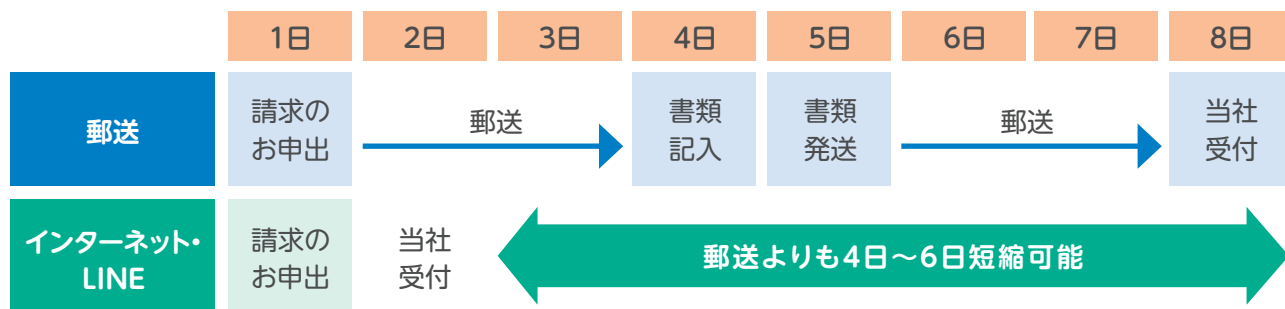 1日 2日 3日 4日 5日 6日 7日 8日
郵送
請求の
お申出
郵送
書類
記入
書類
発送
郵送
当社
受付
インターネット・
LINE
請求の
お申出
当社
受付
郵送よりも4日～6日短縮可能